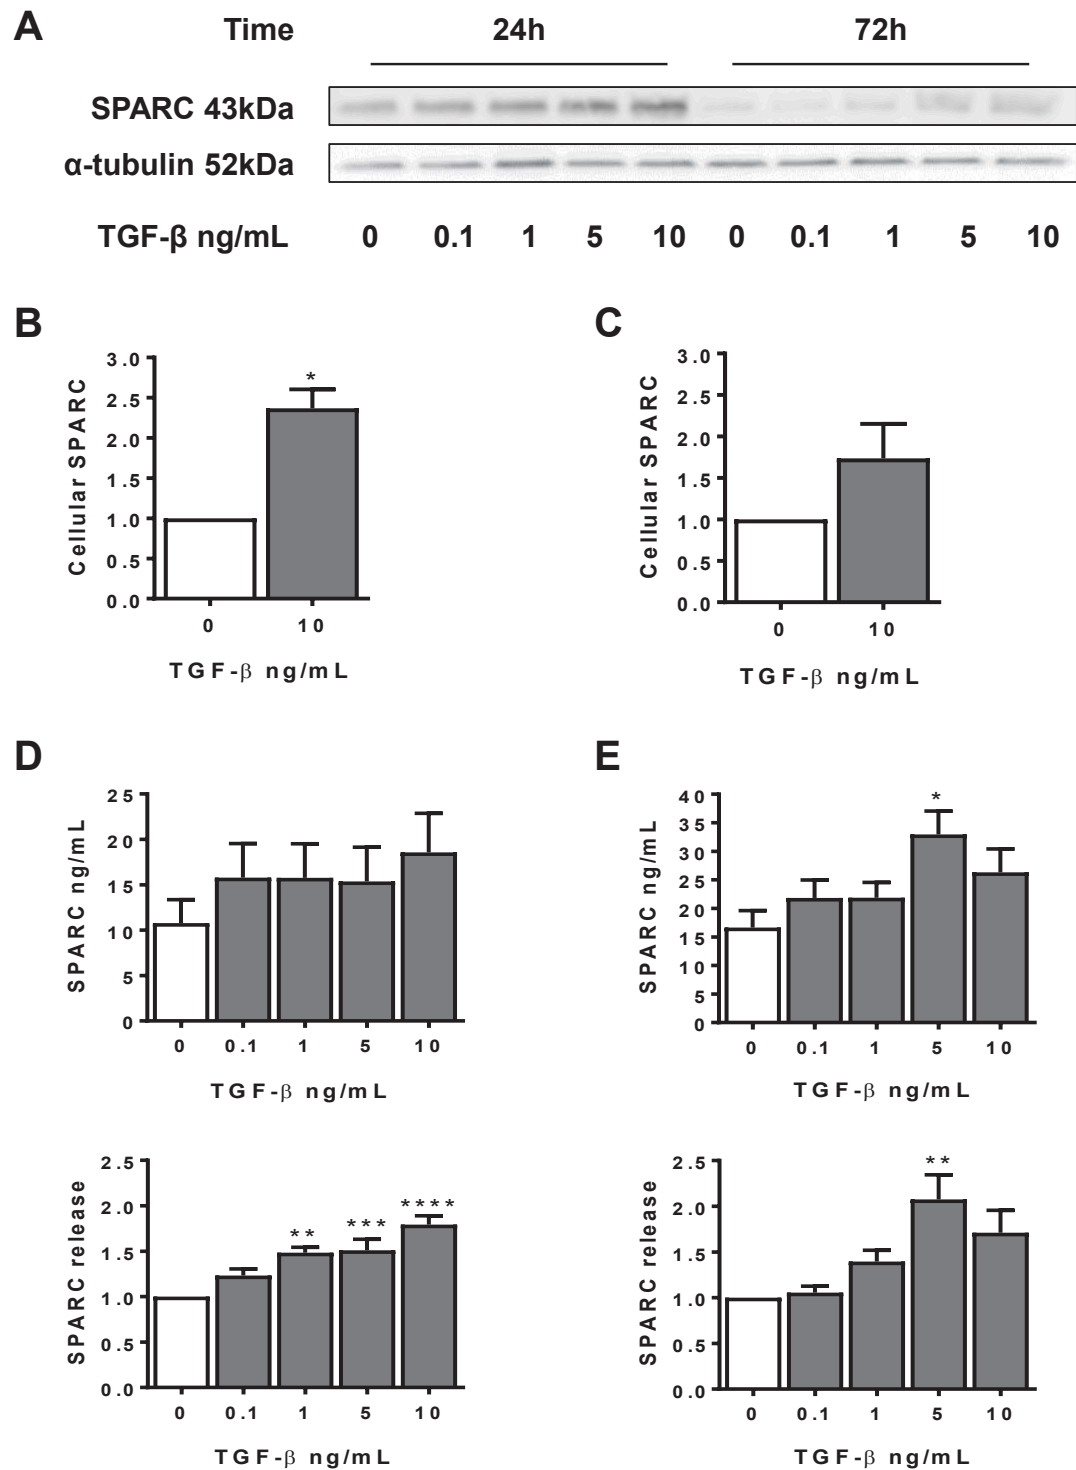 A Time 24h 72h
SPARC 43kDa
α-tubulin 52kDa
TGF-β ng/mL 0 0.1 1 5 10 0 0.1 1 5 10
B
Cellular SPARC
3.0
2.5
2.0
1.5
1.0
0.5
0.0
*
0 10
TGF-β ng/mL
C
Cellular SPARC
3.0
2.5
2.0
1.5
1.0
0.5
0.0
0 10
TGF-β ng/mL
D
SPARC ng/mL
25
20
15
10
5
0
0 0.1 1 5 10
TGF-β ng/mL
SPARC release
2.5
2.0
1.5
1.0
0.5
0.0
** *** ****
0 0.1 1 5 10
TGF-β ng/mL
E
SPARC ng/mL
40
35
30
25
20
15
10
5
0
*
0 0.1 1 5 10
TGF-β ng/mL
SPARC release
2.5
2.0
1.5
1.0
0.5
0.0
**
0 0.1 1 5 10
TGF-β ng/mL